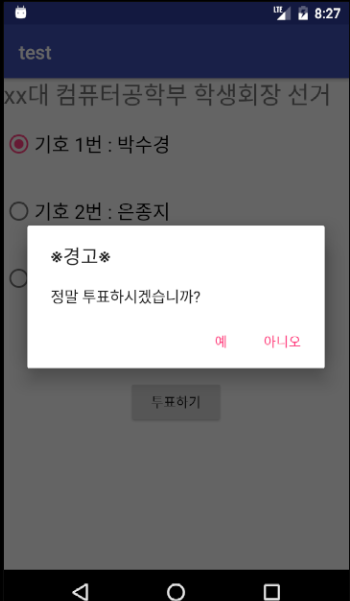 LTE 8:27
test
xx대 컴퓨터공학부 학생회장 선거
기호 1번 : 박수경
기호 2번 : 은종지
※경고※
정말 투표하시겠습니까?
예 아니오
투표하기